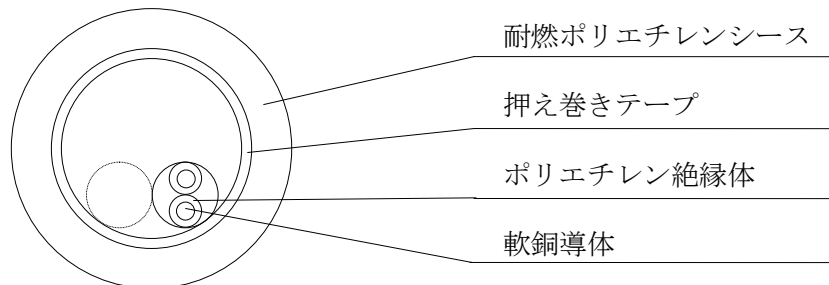 耐燃ポリエチレンシース
押え巻きテープ
ポリエチレン絶縁体
軟銅導体